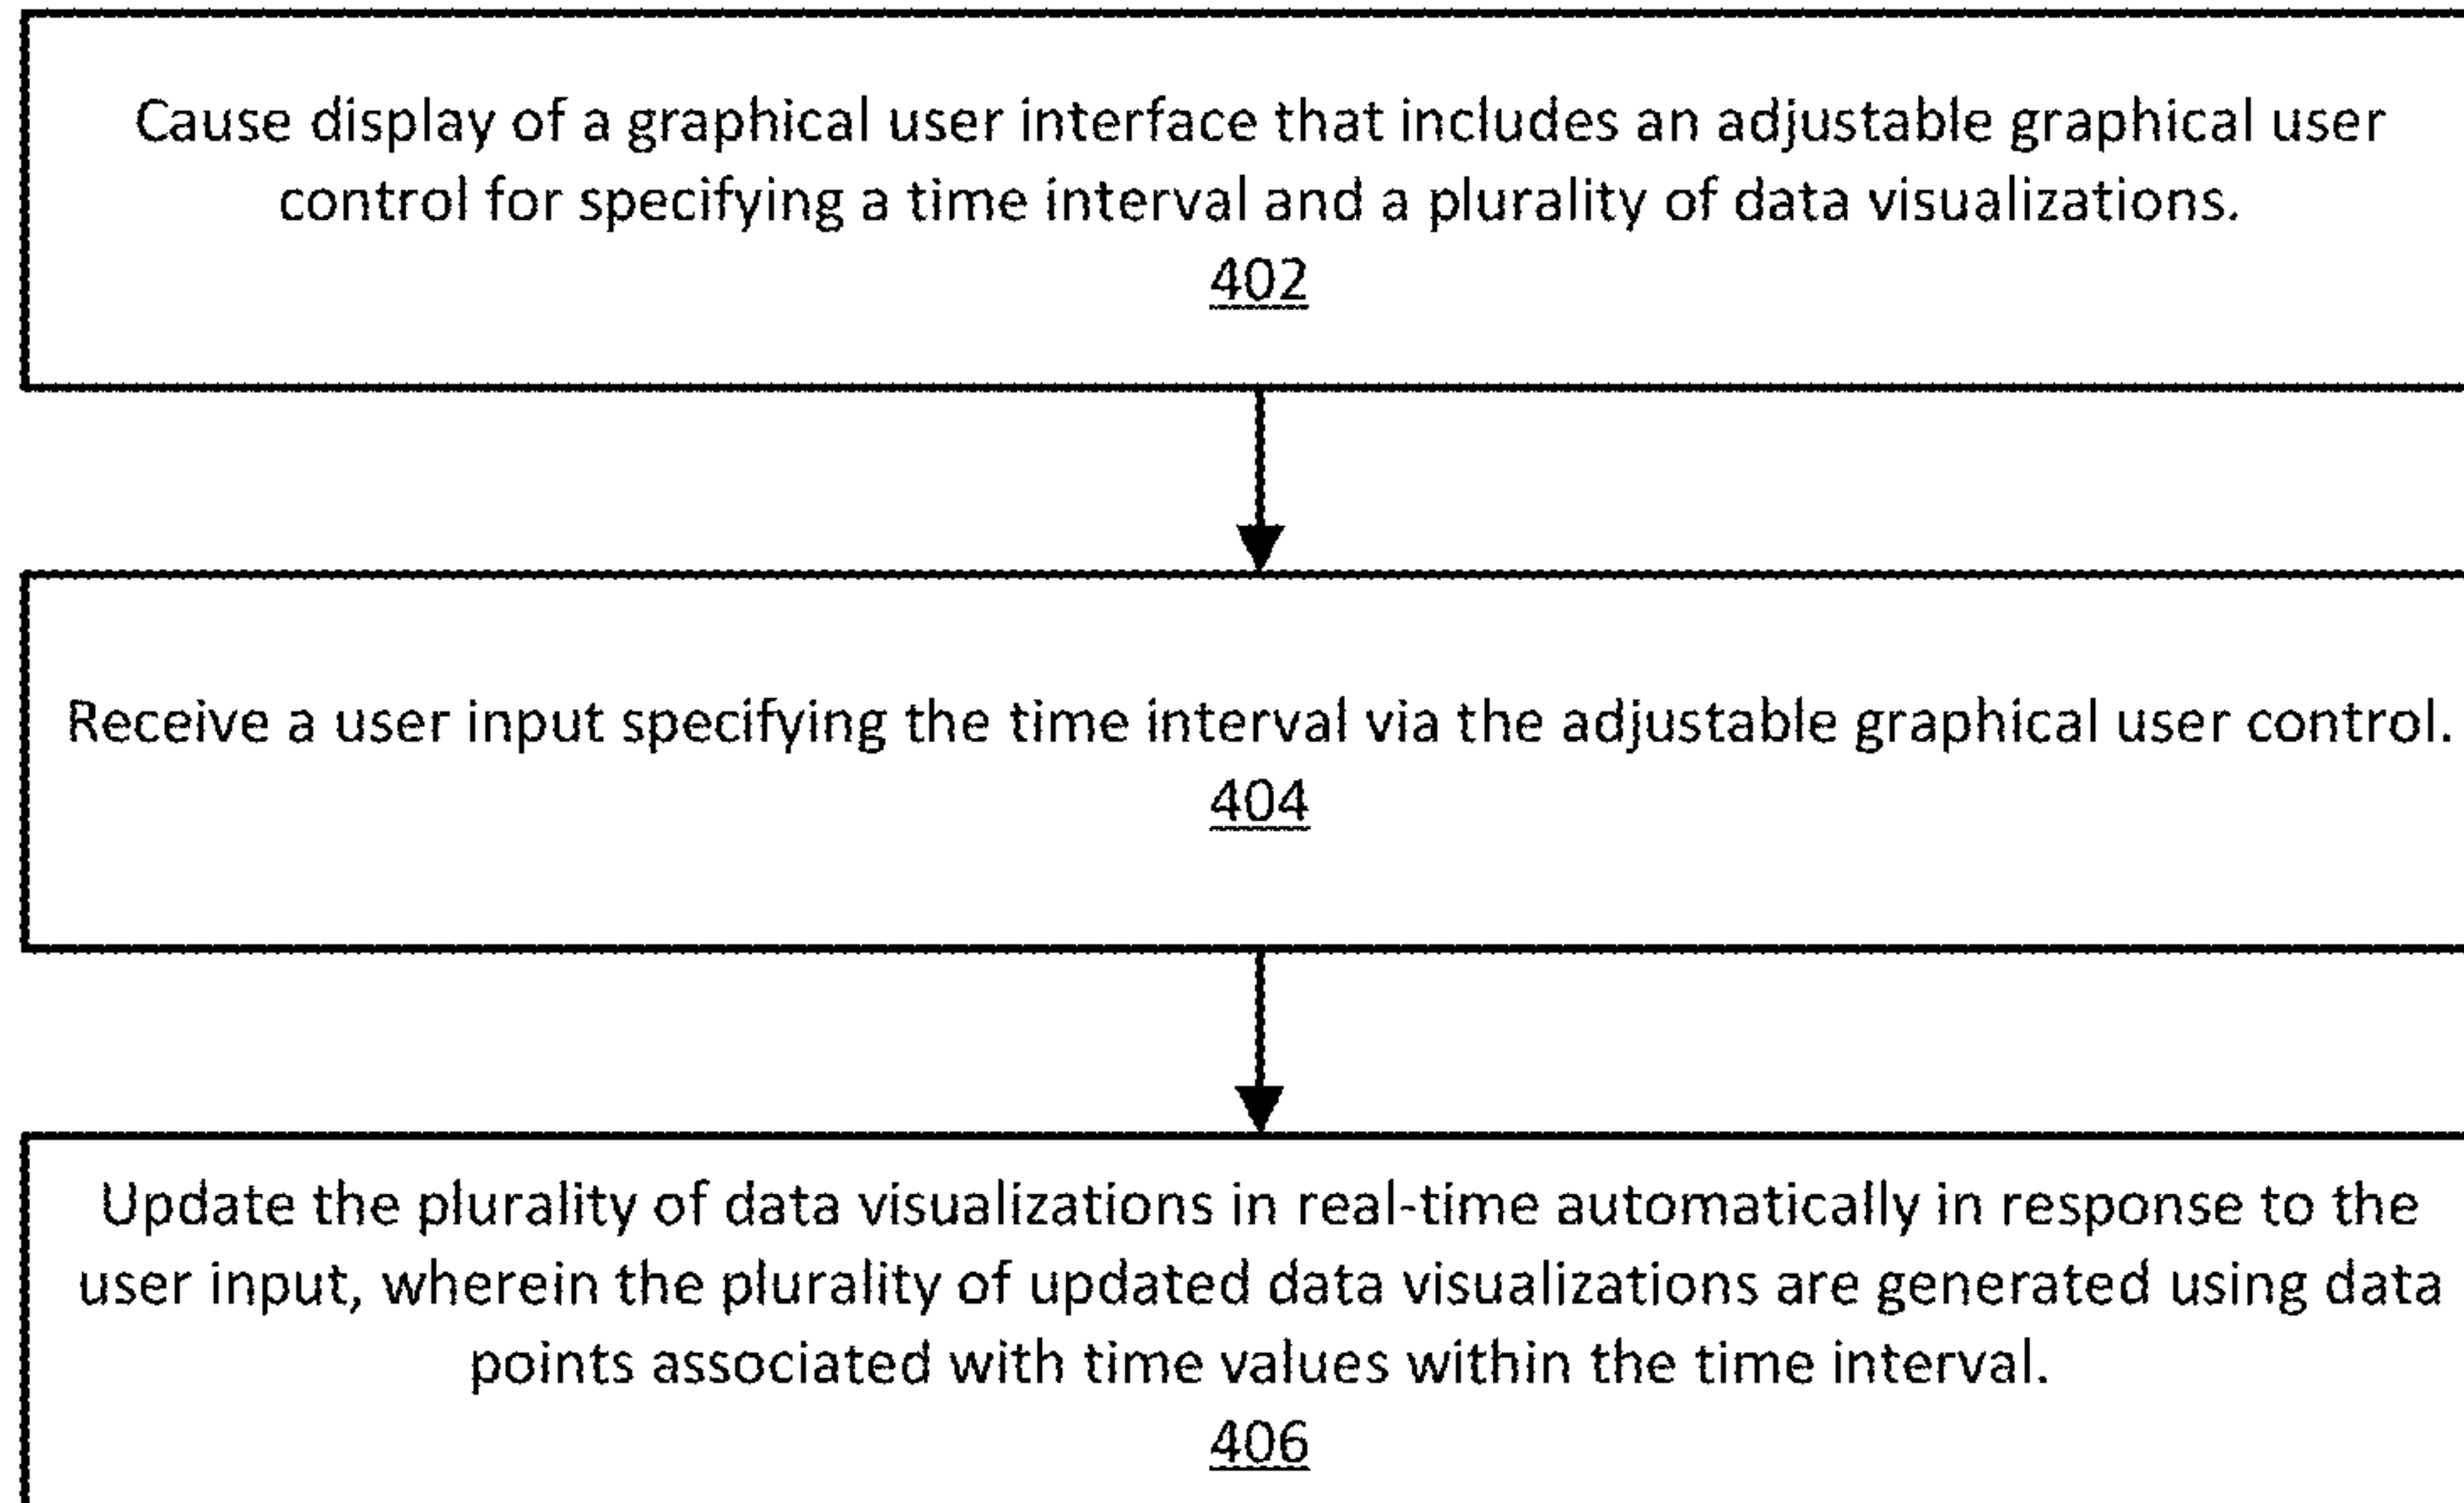 Cause display of a graphical user interface that includes an adjustable graphical user
control for specifying a time interval and a plurality of data visualizations.
402
Receive a user input specifying the time interval via the adjustable graphical user control.
404
Update the plurality of data visualizations in real-time automatically in response to the
user input, wherein the plurality of updated data visualizations are generated using data
points associated with time values within the time interval.
406